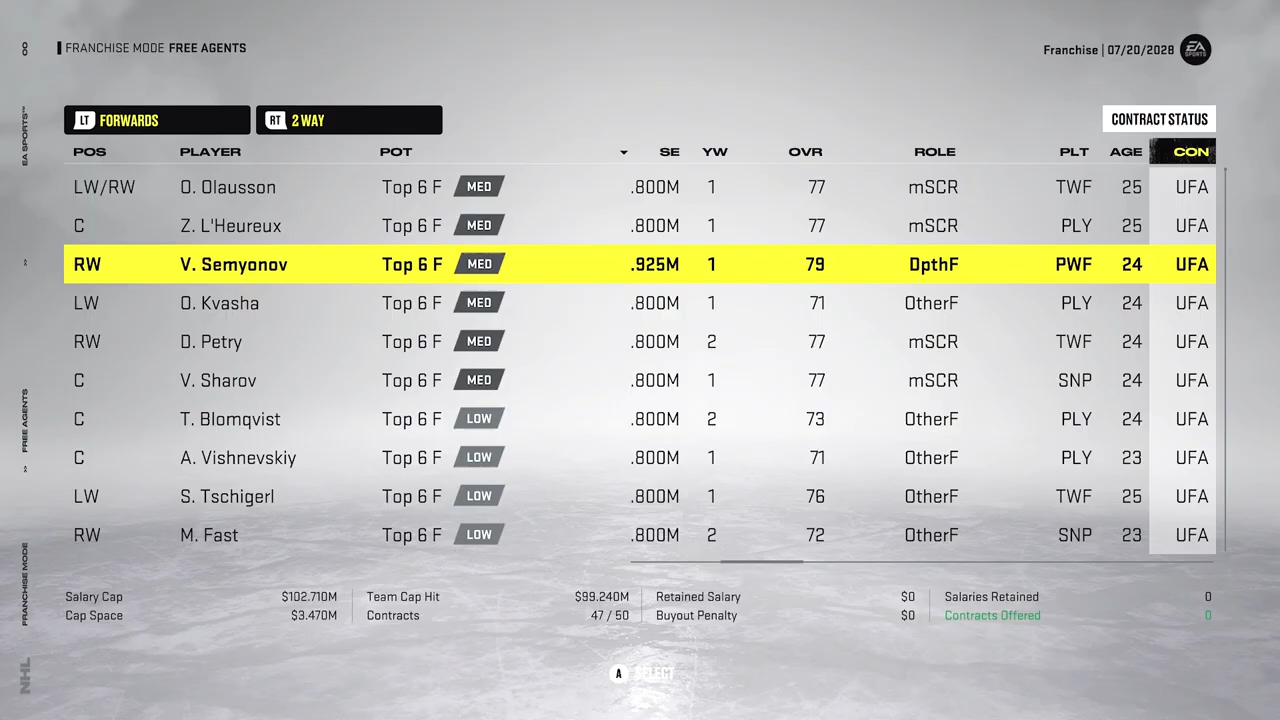 FRANCHISE MODE FREE AGENTS
Franchise | 07/20/2028
EA SPORTS
LT FORWARDS
RT 2 WAY
CONTRACT STATUS
POS PLAYER POT SE YW OVR ROLE PLT AGE CON
LW/RW O. Olausson Top 6 F MED .800M 1 77 mSCR TWF 25 UFA
C Z. L'Heureux Top 6 F MED .800M 1 77 mSCR PLY 25 UFA
RW V. Semyonov Top 6 F MED .925M 1 79 DpthF PWF 24 UFA
LW O. Kvasha Top 6 F MED .800M 1 71 OtherF PLY 24 UFA
RW D. Petry Top 6 F MED .800M 2 77 mSCR TWF 24 UFA
C V. Sharov Top 6 F MED .800M 1 77 mSCR SNP 24 UFA
C T. Blomqvist Top 6 F LOW .800M 2 73 OtherF PLY 24 UFA
C A. Vishnevskiy Top 6 F LOW .800M 1 71 OtherF PLY 23 UFA
LW S. Tschigerl Top 6 F LOW .800M 1 76 OtherF TWF 25 UFA
RW M. Fast Top 6 F LOW .800M 2 72 OtherF SNP 23 UFA
Salary Cap $102.710M Team Cap Hit $99.240M Retained Salary $0 Salaries Retained 0
Cap Space $3.470M Contracts 47 / 50 Buyout Penalty $0 Contracts Offered 0
A SELECT
NHL FRANCHISE MODE >> FREE AGENTS >> EA SPORTS™